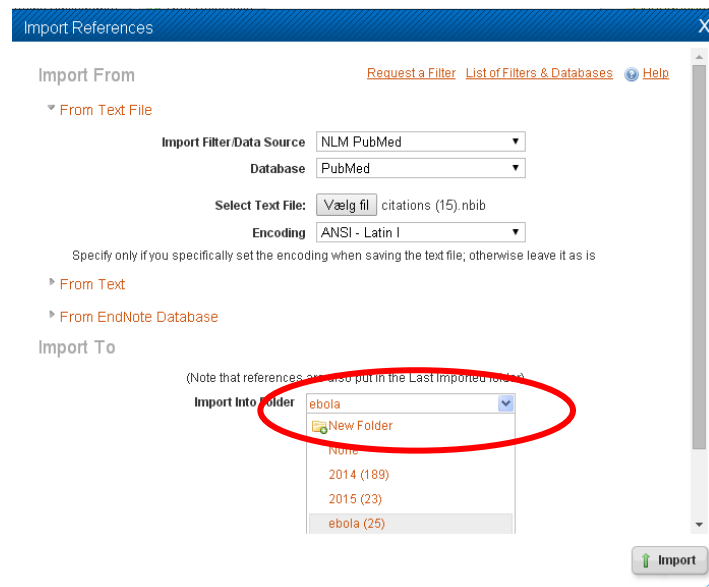 Import References X
Import From Request a Filter List of Filters & Databases Help
From Text File
Import Filter/Data Source NLM PubMed
Database PubMed
Select Text File: Vælg fil citations (15).nbib
Encoding ANSI - Latin I
Specify only if you specifically set the encoding when saving the text file; otherwise leave it as is
From Text
From EndNote Database
Import To
(Note that references are also put in the Last Imported folder)
Import Into Folder ebola
New Folder
None
2014 (189)
2015 (23)
ebola (25)
Import